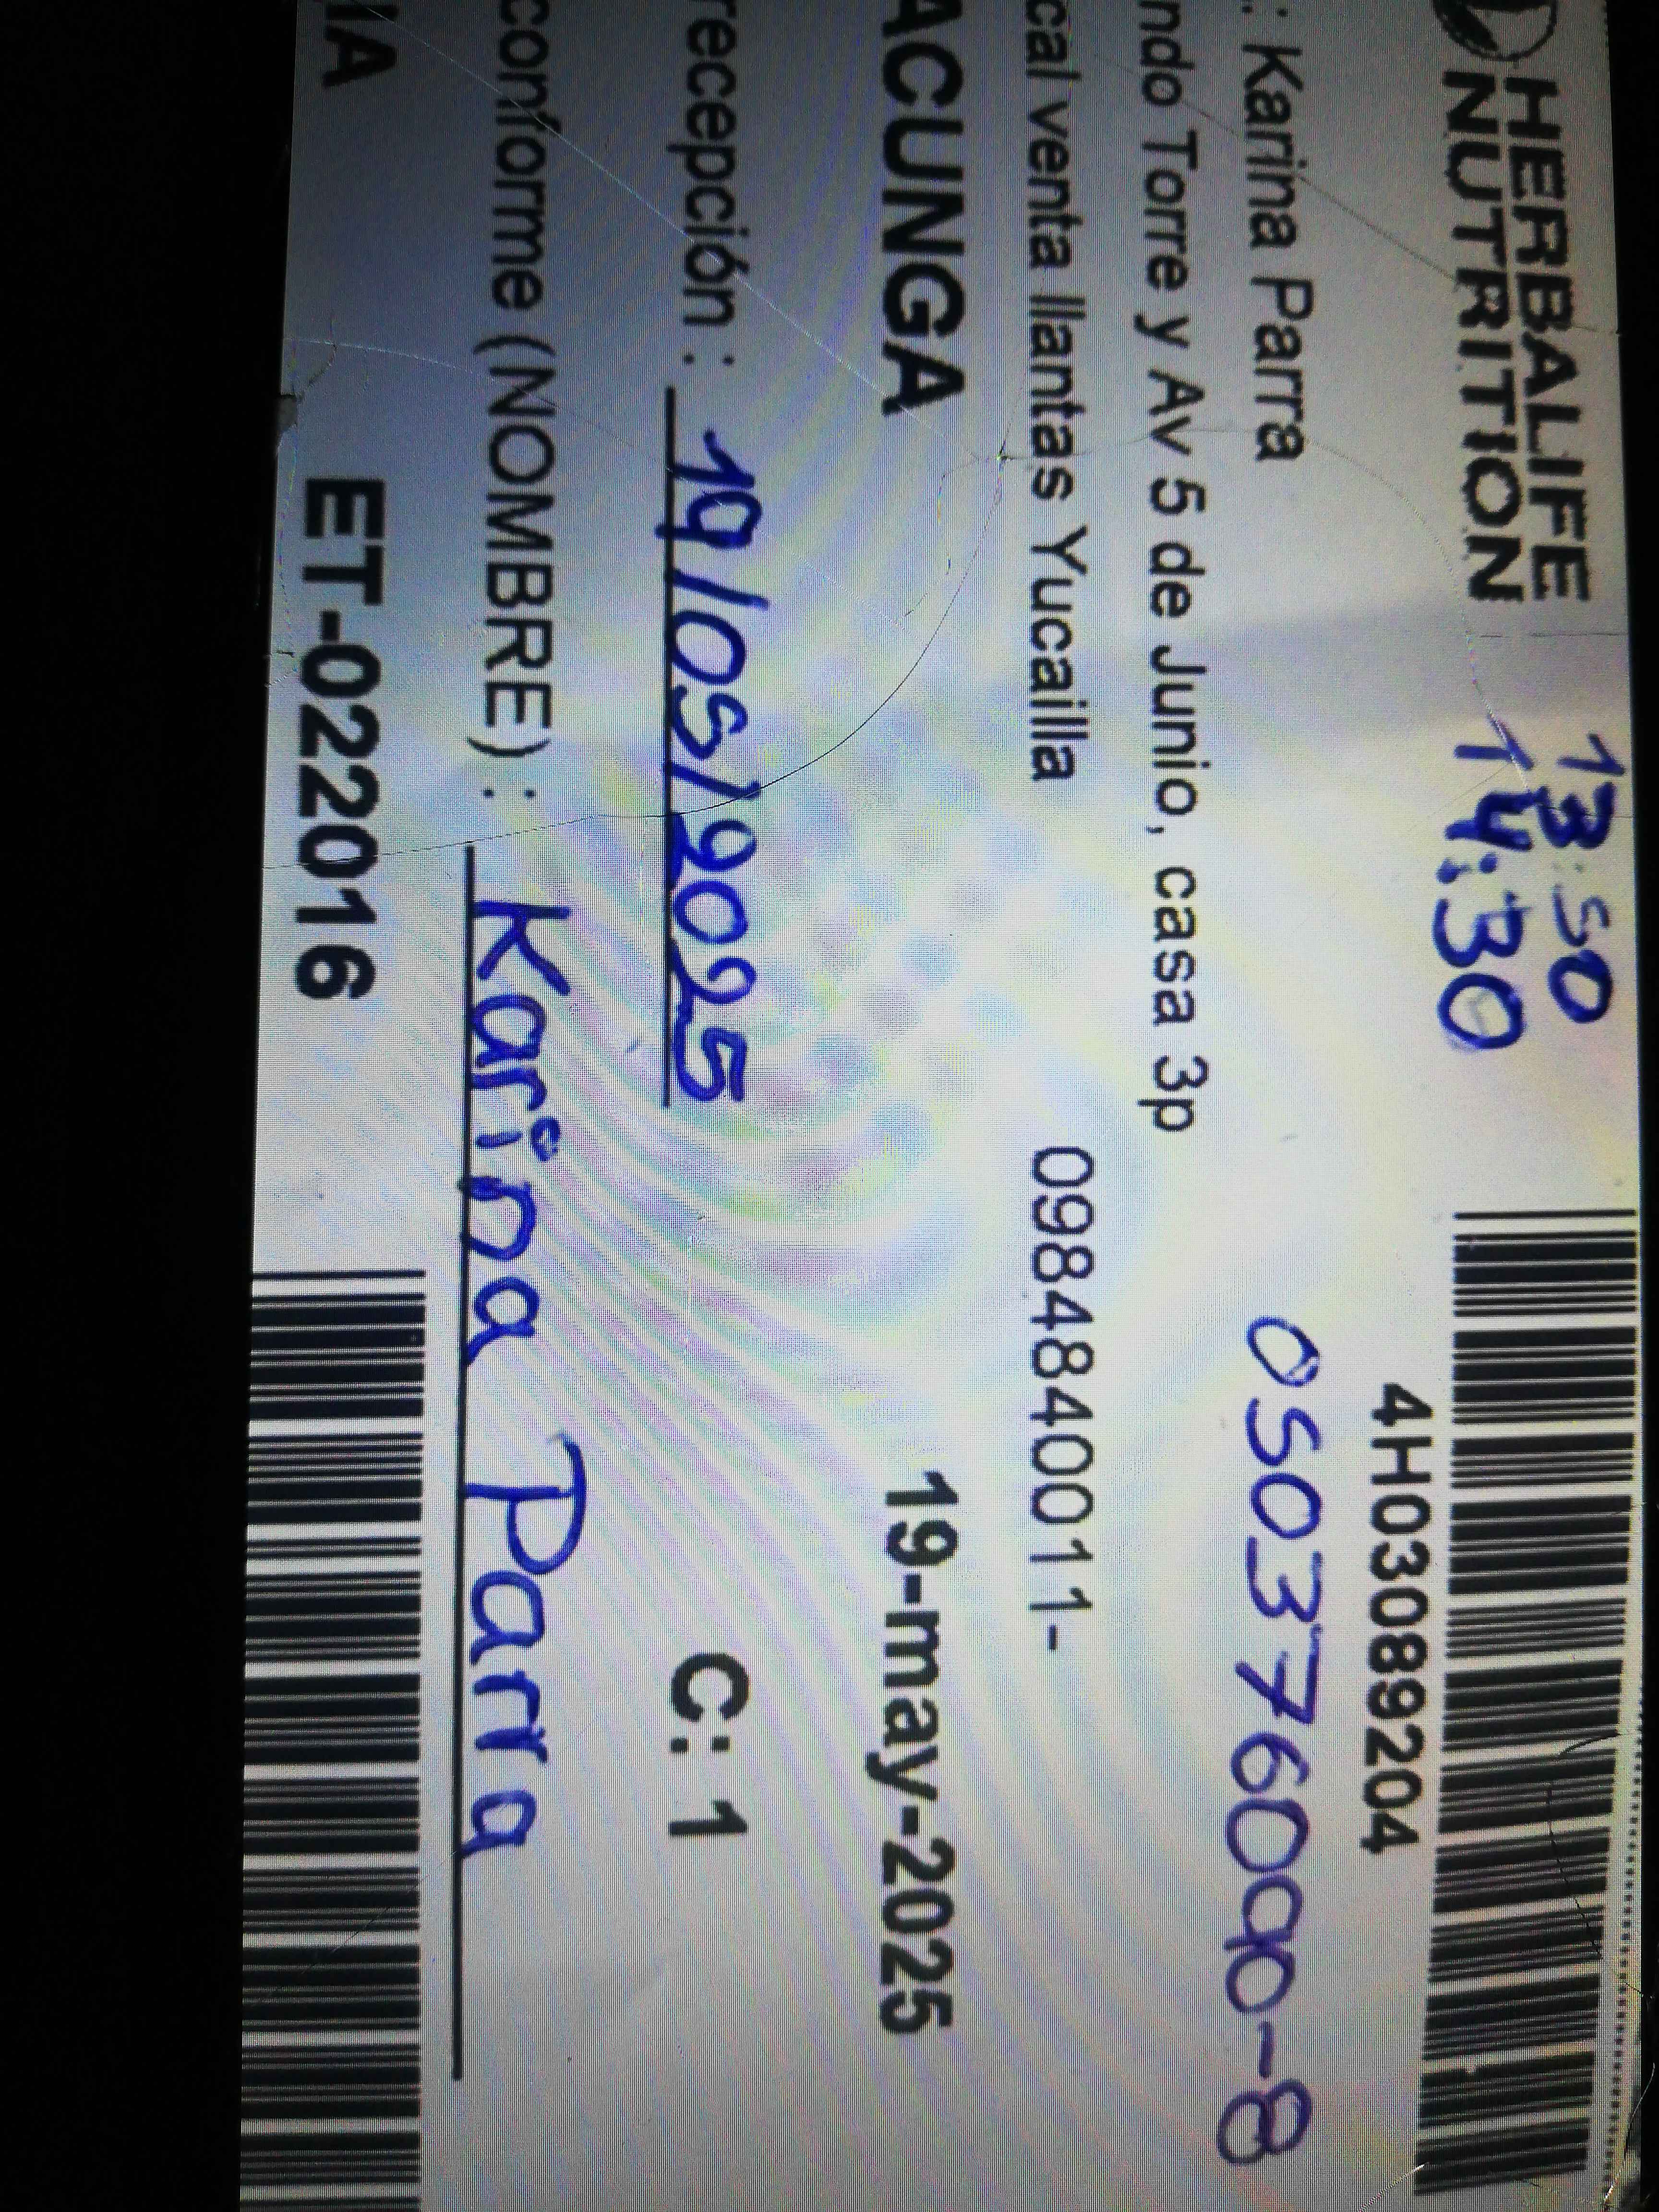 HERBALIFE 13:50
NUTRITION 14:30
4H03089204
: Karina Parra 0503760
ndo Torre y Av 5 de Junio, casa 3p
cal venta llantas Yucailla 0984840011-
ACUNGA 19-may-2025
recepción : 19/05/2025 C: 1
conforme (NOMBRE) : Karina Parra
IA ET-022016